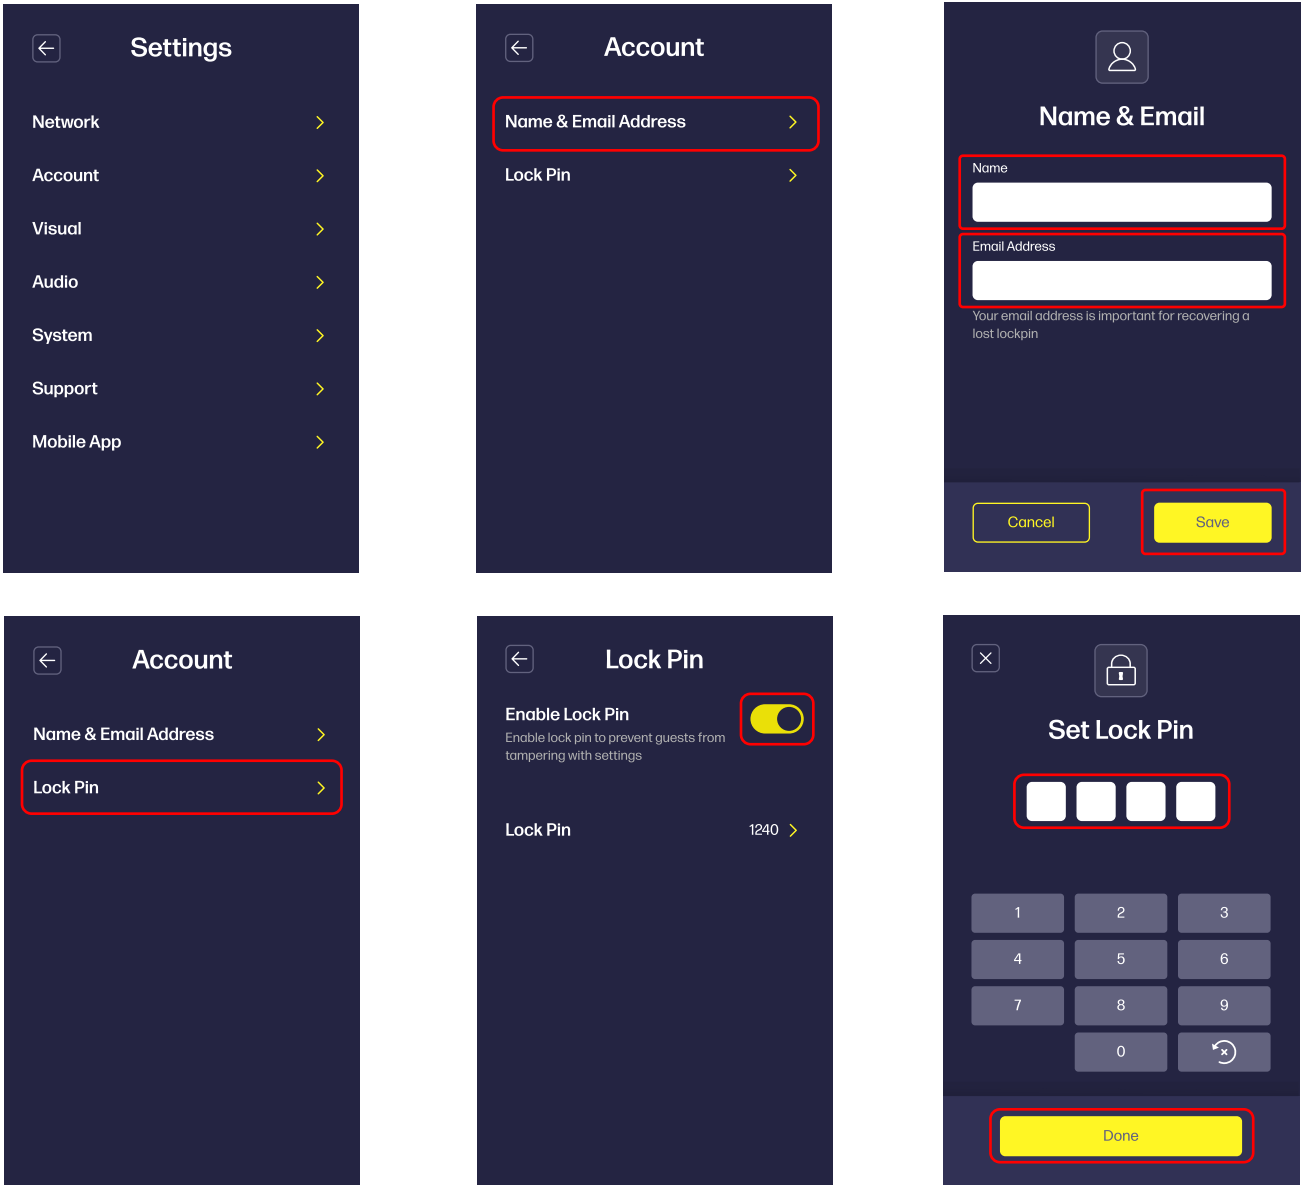 Settings
Network
Account
Visual
Audio
System
Support
Mobile App
Account
Name & Email Address
Lock Pin
Name & Email
Name
Email Address
Your email address is important for recovering a
lost lockpin
Cancel
Save
Account
Name & Email Address
Lock Pin
Lock Pin
Enable Lock Pin
Enable lock pin to prevent guests from
tampering with settings
Lock Pin 1240
Set Lock Pin
1 2 3
4 5 6
7 8 9
0
Done